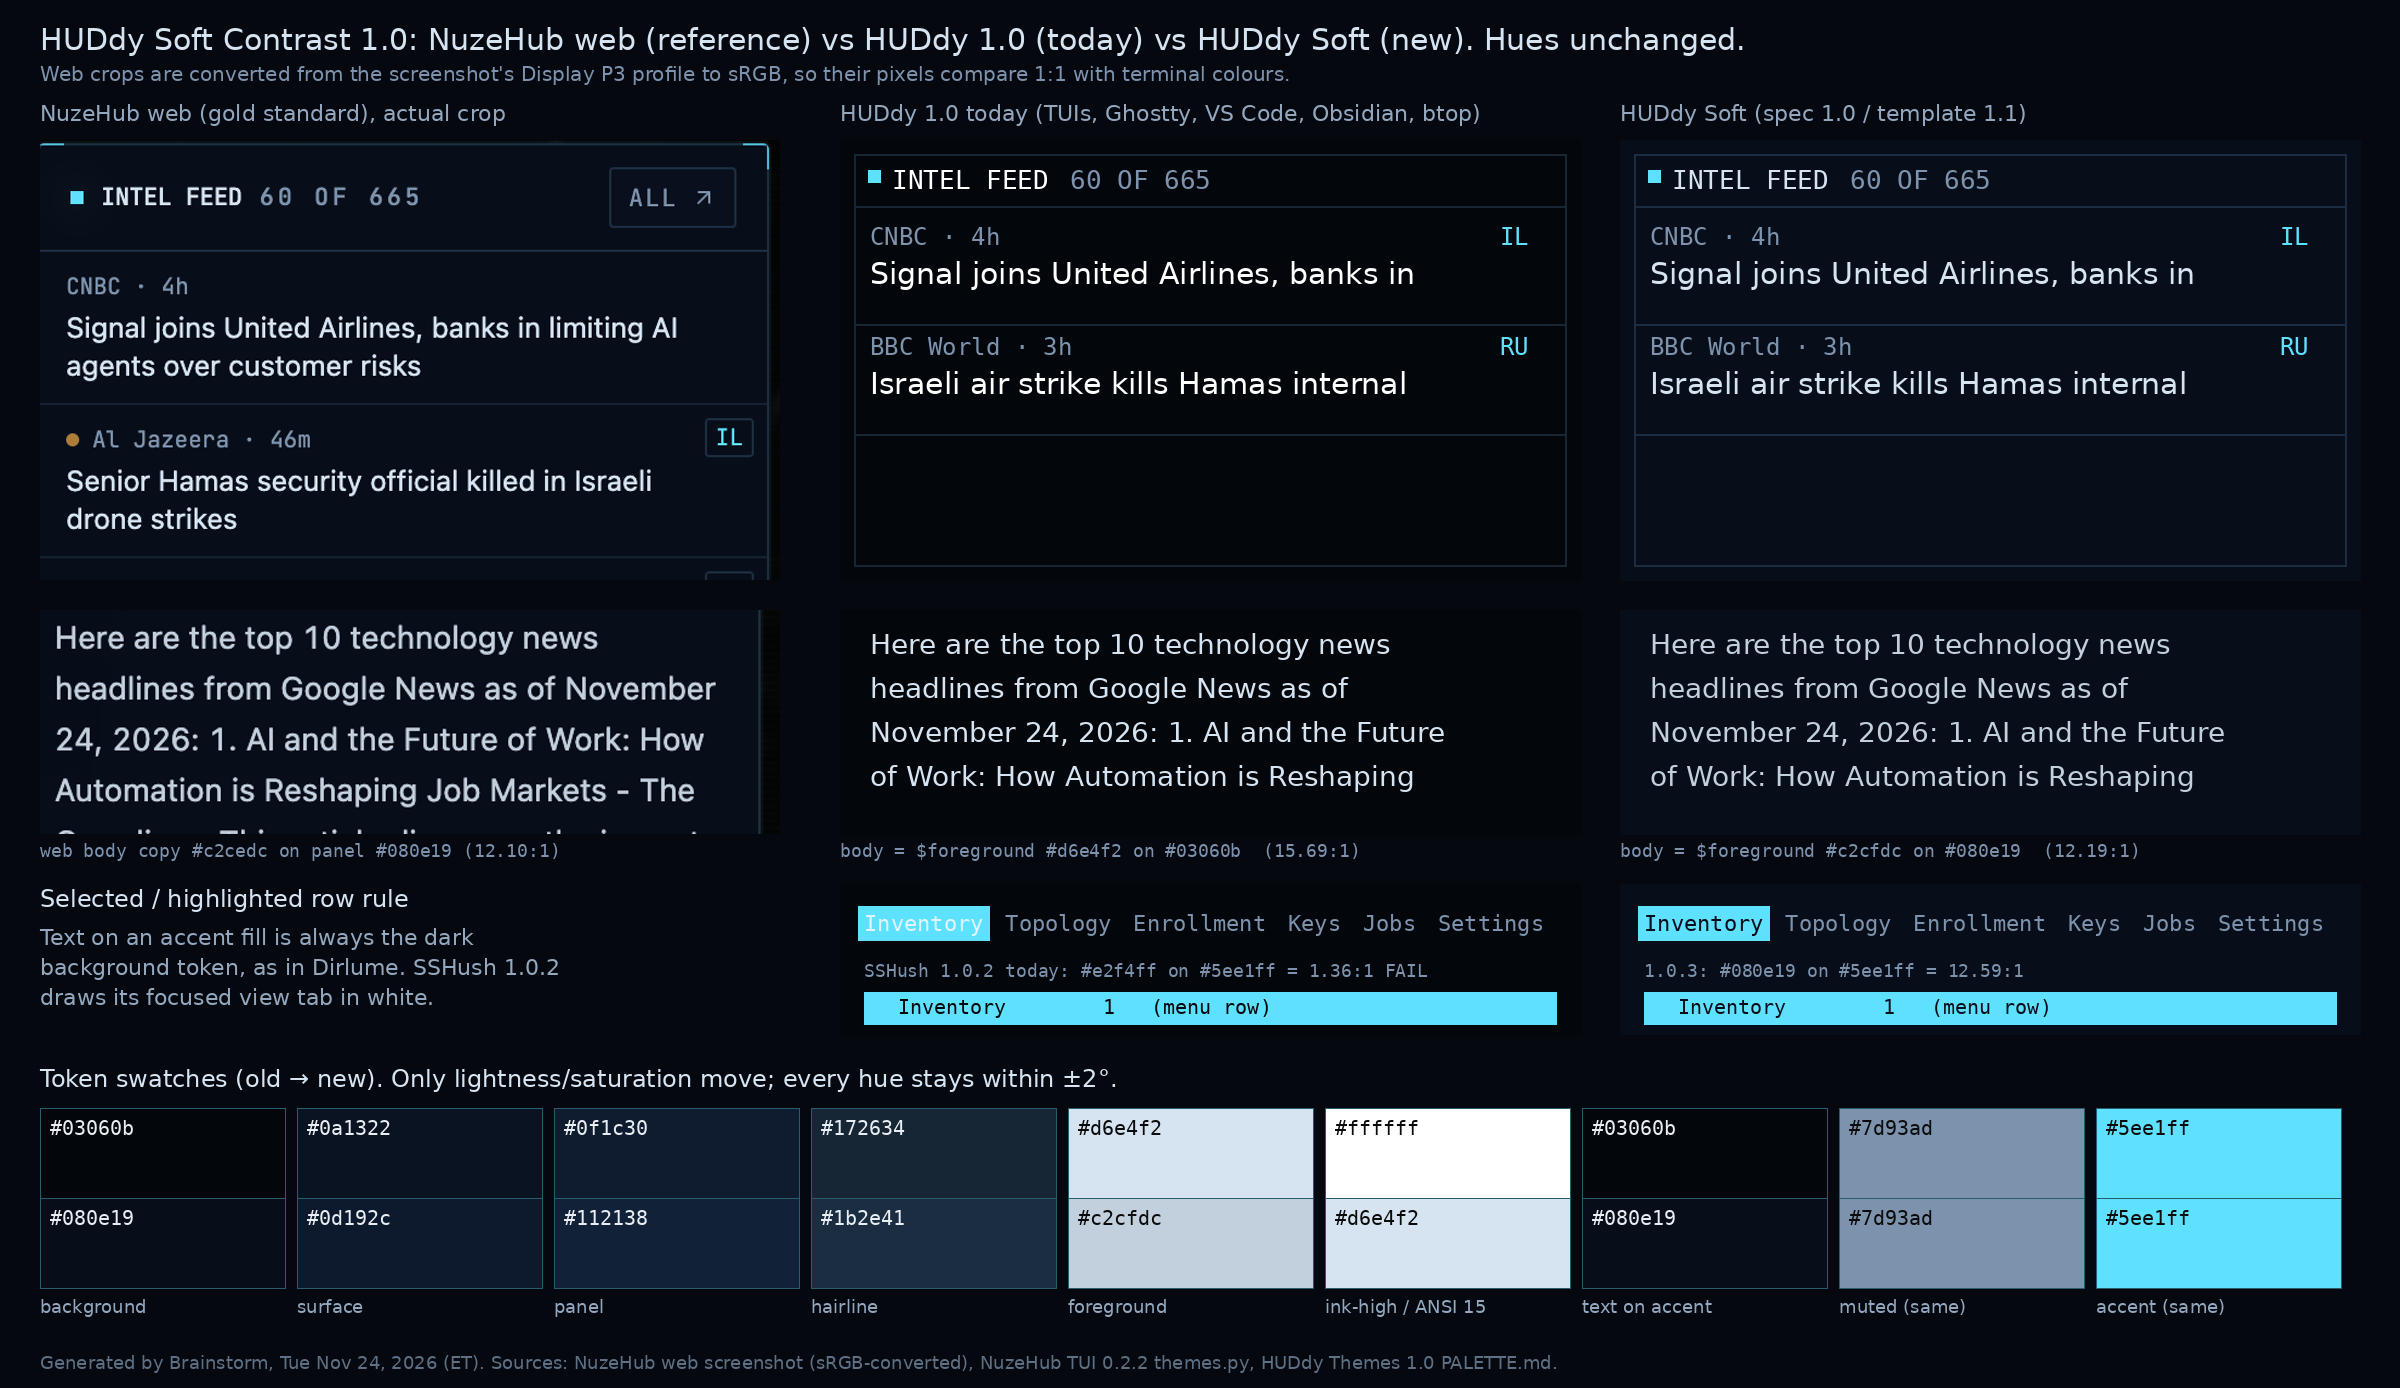 HUDdy Soft Contrast 1.0: NuzeHub web (reference) vs HUDdy 1.0 (today) vs HUDdy Soft (new). Hues unchanged.
Web crops are converted from the screenshot's Display P3 profile to sRGB, so their pixels compare 1:1 with terminal colours.
NuzeHub web (gold standard), actual crop
INTEL FEED 60 OF 665
ALL ↗
CNBC · 4h
Signal joins United Airlines, banks in limiting AI
agents over customer risks
Al Jazeera · 46m
IL
Senior Hamas security official killed in Israeli
drone strikes
HUDdy 1.0 today (TUIs, Ghostty, VS Code, Obsidian, btop)
INTEL FEED 60 OF 665
CNBC · 4h
IL
Signal joins United Airlines, banks in
BBC World · 3h
RU
Israeli air strike kills Hamas internal
HUDdy Soft (spec 1.0 / template 1.1)
INTEL FEED 60 OF 665
CNBC · 4h
IL
Signal joins United Airlines, banks in
BBC World · 3h
RU
Israeli air strike kills Hamas internal
Here are the top 10 technology news
headlines from Google News as of November
24, 2026: 1. AI and the Future of Work: How
Automation is Reshaping Job Markets - The
web body copy #c2cedc on panel #080e19 (12.10:1)
Here are the top 10 technology news
headlines from Google News as of
November 24, 2026: 1. AI and the Future
of Work: How Automation is Reshaping
body = $foreground #d6e4f2 on #03060b (15.69:1)
Here are the top 10 technology news
headlines from Google News as of
November 24, 2026: 1. AI and the Future
of Work: How Automation is Reshaping
body = $foreground #c2cfdc on #080e19 (12.19:1)
Selected / highlighted row rule
Text on an accent fill is always the dark
background token, as in Dirlume. SSHush 1.0.2
draws its focused view tab in white.
Inventory Topology Enrollment Keys Jobs Settings
SSHush 1.0.2 today: #e2f4ff on #5ee1ff = 1.36:1 FAIL
Inventory 1 (menu row)
Inventory Topology Enrollment Keys Jobs Settings
1.0.3: #080e19 on #5ee1ff = 12.59:1
Inventory 1 (menu row)
Token swatches (old → new). Only lightness/saturation move; every hue stays within ±2°.
#03060b #0a1322 #0f1c30 #172634 #d6e4f2 #ffffff #03060b #7d93ad #5ee1ff
#080e19 #0d192c #112138 #1b2e41 #c2cfdc #d6e4f2 #080e19 #7d93ad #5ee1ff
background surface panel hairline foreground ink-high / ANSI 15 text on accent muted (same) accent (same)
Generated by Brainstorm, Tue Nov 24, 2026 (ET). Sources: NuzeHub web screenshot (sRGB-converted), NuzeHub TUI 0.2.2 themes.py, HUDdy Themes 1.0 PALETTE.md.